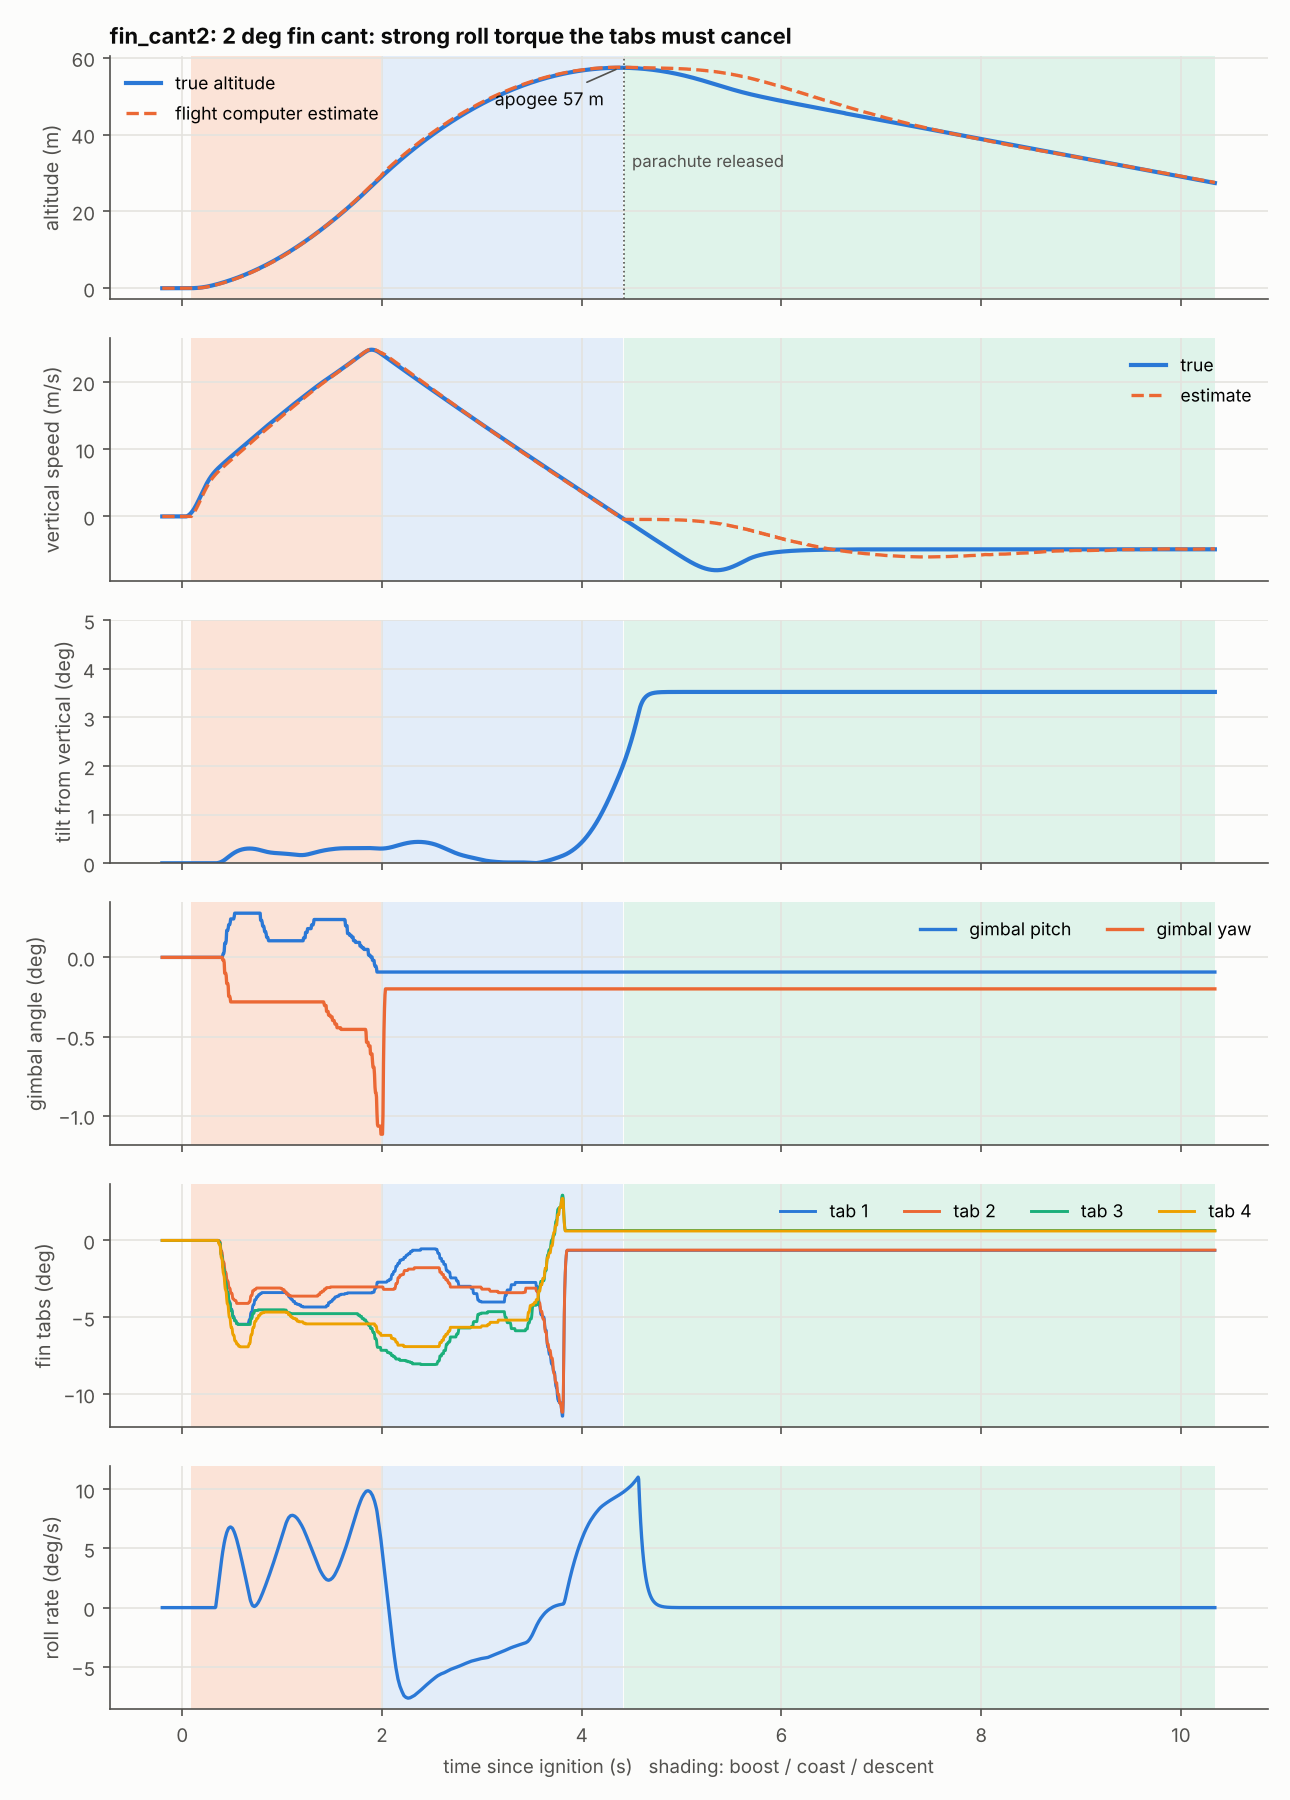 fin_cant2: 2 deg fin cant: strong roll torque the tabs must cancel
true altitude
flight computer estimate
apogee 57 m
parachute released
altitude (m)
60
40
20
0
true
estimate
vertical speed (m/s)
20
10
0
tilt from vertical (deg)
5
4
3
2
1
0
gimbal pitch
gimbal yaw
gimbal angle (deg)
0.0
−0.5
−1.0
tab 1
tab 2
tab 3
tab 4
fin tabs (deg)
0
−5
−10
roll rate (deg/s)
10
5
0
−5
0
2
4
6
8
10
time since ignition (s)   shading: boost / coast / descent